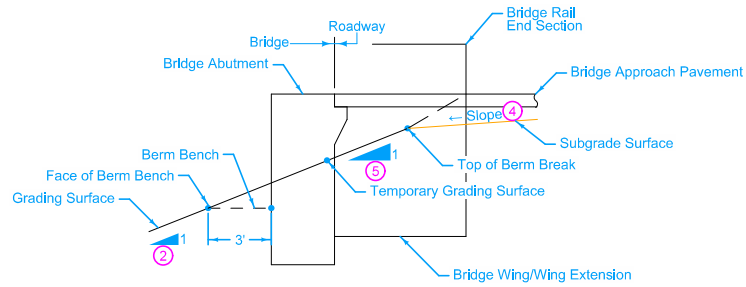 Bridge Rail
End Section
Roadway
Bridge
Bridge Abutment
Bridge Approach Pavement
← Slope 4
Subgrade Surface
Berm Bench
1
5
Top of Berm Break
Face of Berm Bench
Temporary Grading Surface
Grading Surface
1
2
3'
Bridge Wing/Wing Extension